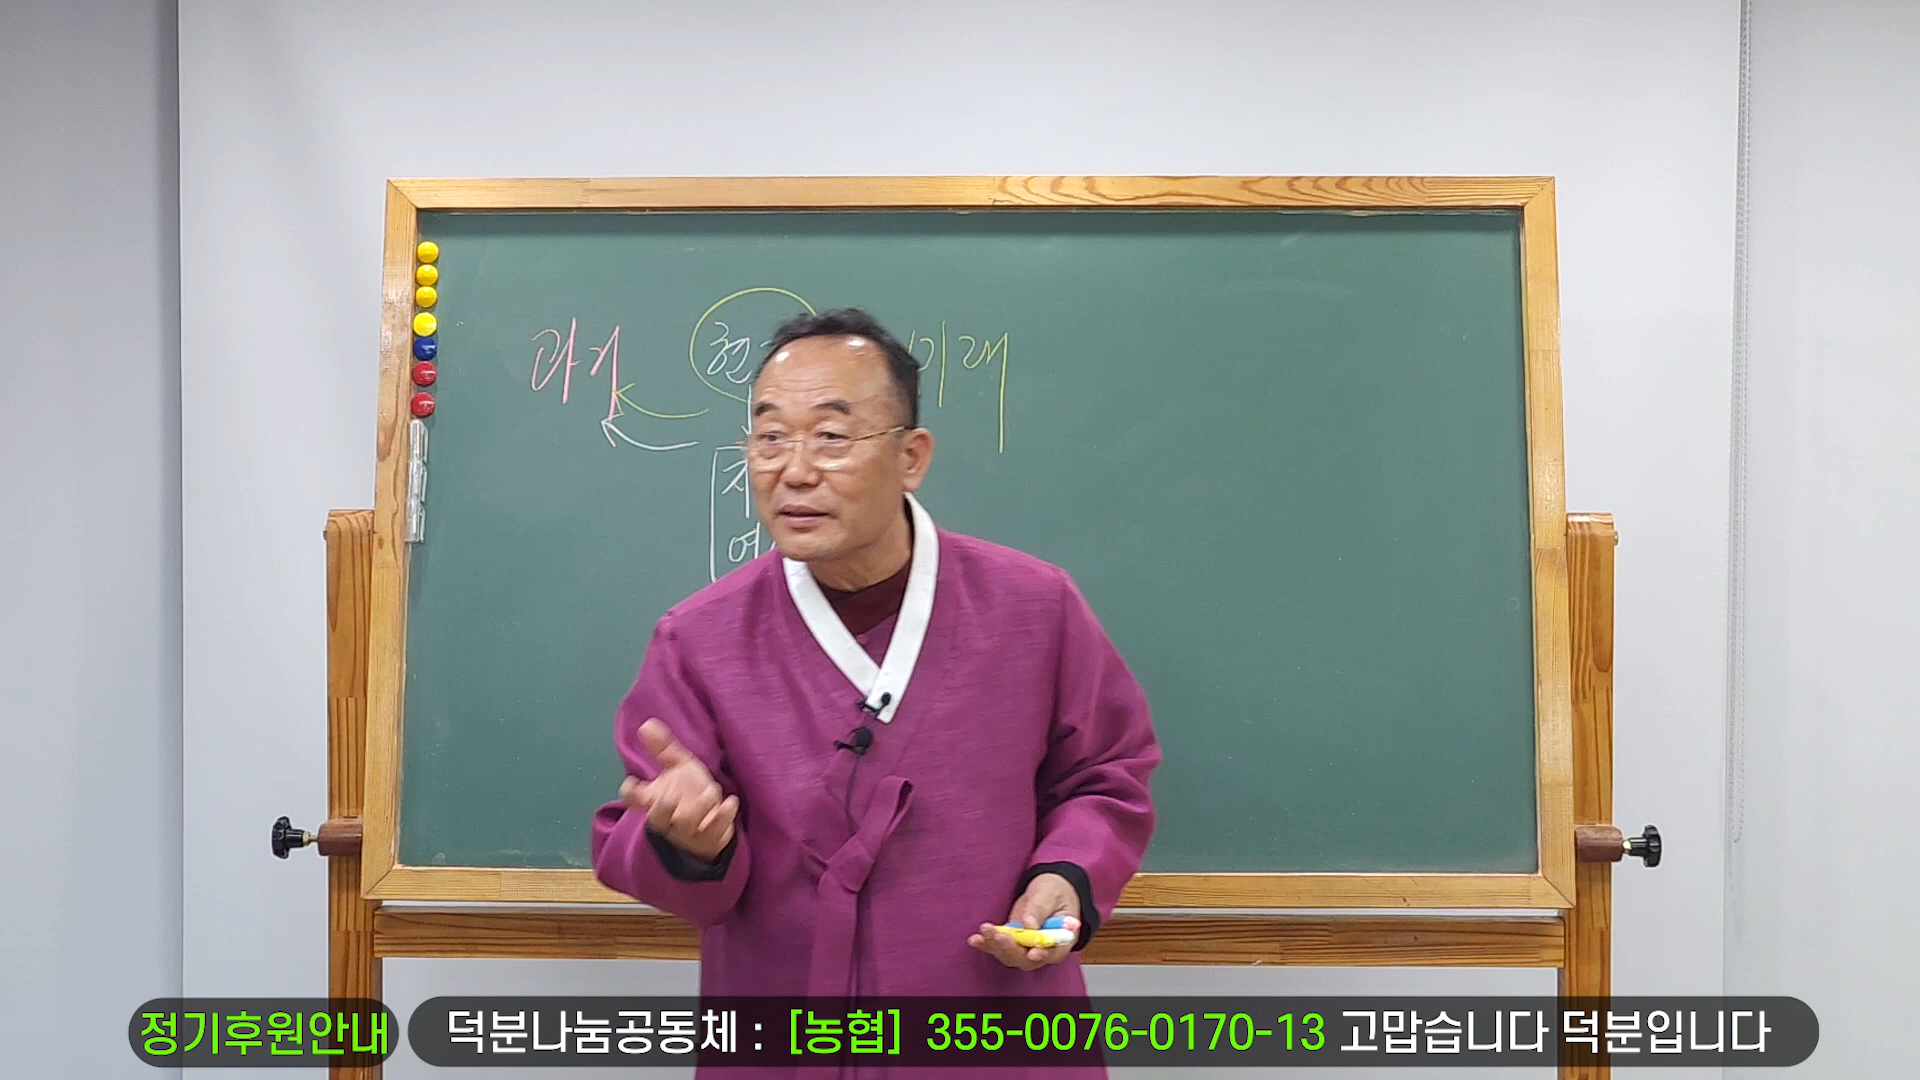 과거 현 미래
정기후원안내 덕분나눔공동체 : [농협] 355-0076-0170-13 고맙습니다 덕분입니다